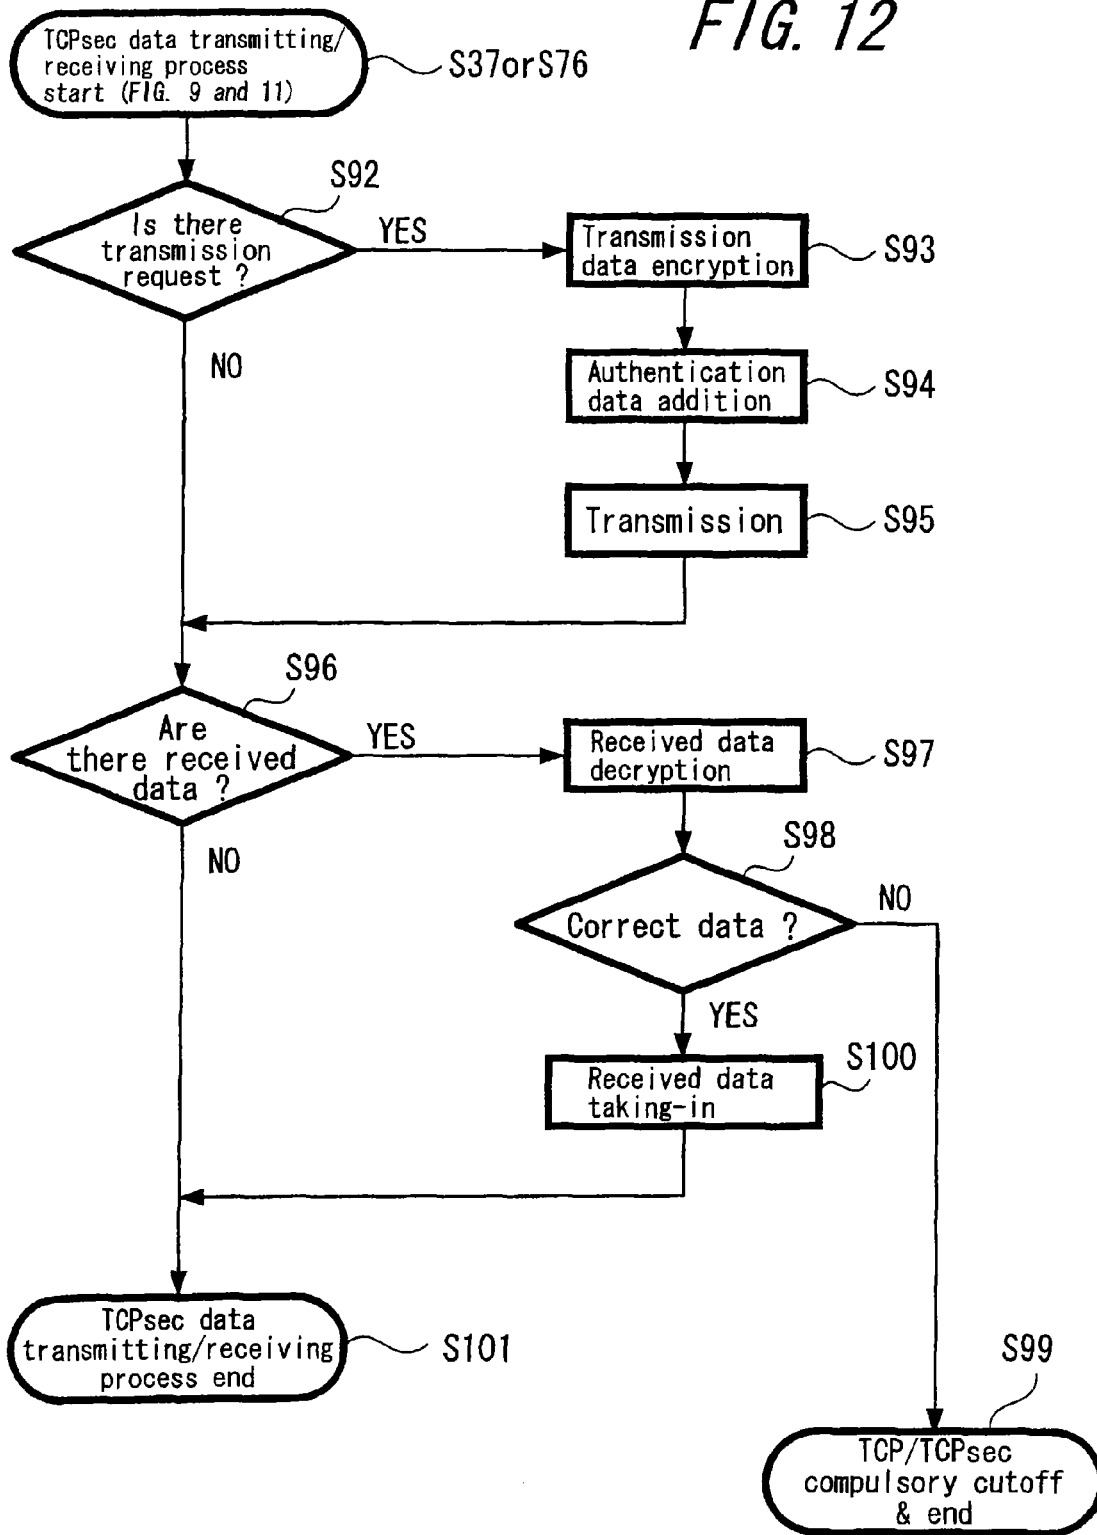 FIG. 12
TCPsec data transmitting/
receiving process
start (FIG. 9 and 11)
S37orS76
S92
Is there
transmission
request ?
YES
NO
Transmission
data encryption
S93
Authentication
data addition
S94
Transmission
S95
S96
Are
there received
data ?
YES
NO
Received data
decryption
S97
S98
Correct data ?
NO
YES
Received data
taking-in
S100
TCPsec data
transmitting/receiving
process end
S101
S99
TCP/TCPsec
compulsory cutoff
& end